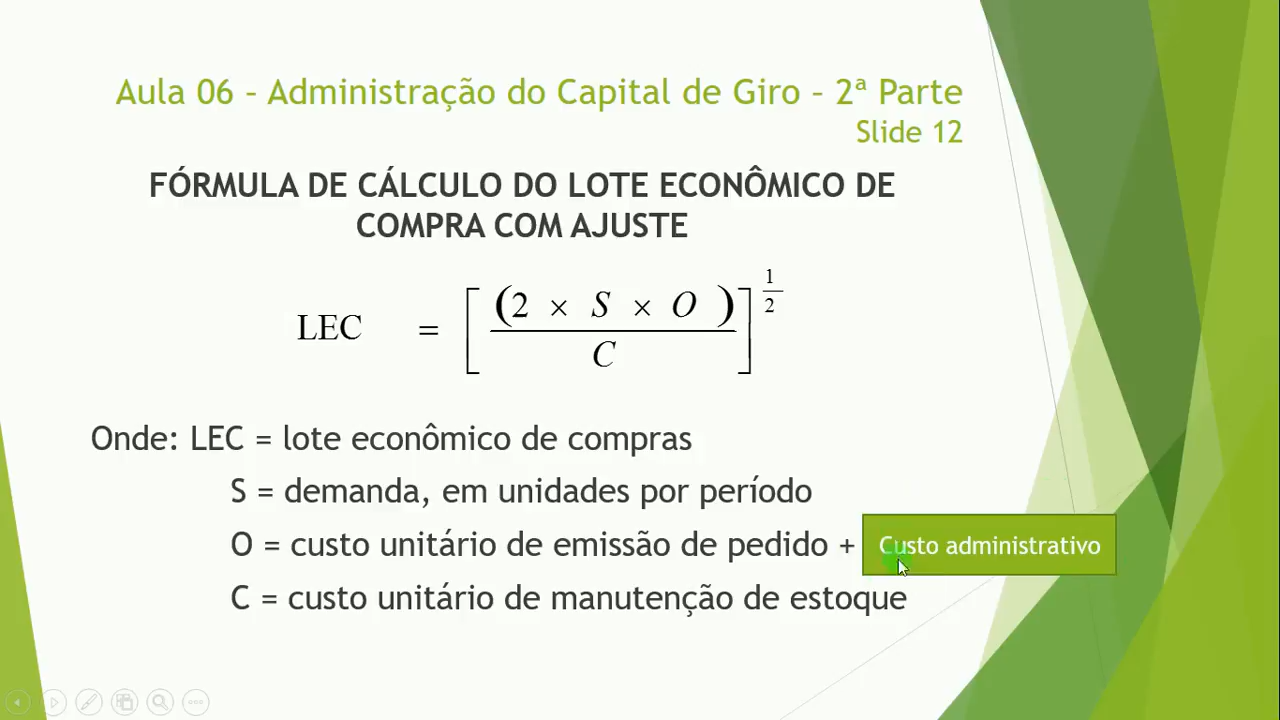 Aula 06 – Administração do Capital de Giro – 2ª Parte
Slide 12
FÓRMULA DE CÁLCULO DO LOTE ECONÔMICO DE
COMPRA COM AJUSTE
LEC = [ (2 × S × O) / C ]^(1/2)
Onde: LEC = lote econômico de compras
S = demanda, em unidades por período
O = custo unitário de emissão de pedido + Custo administrativo
C = custo unitário de manutenção de estoque